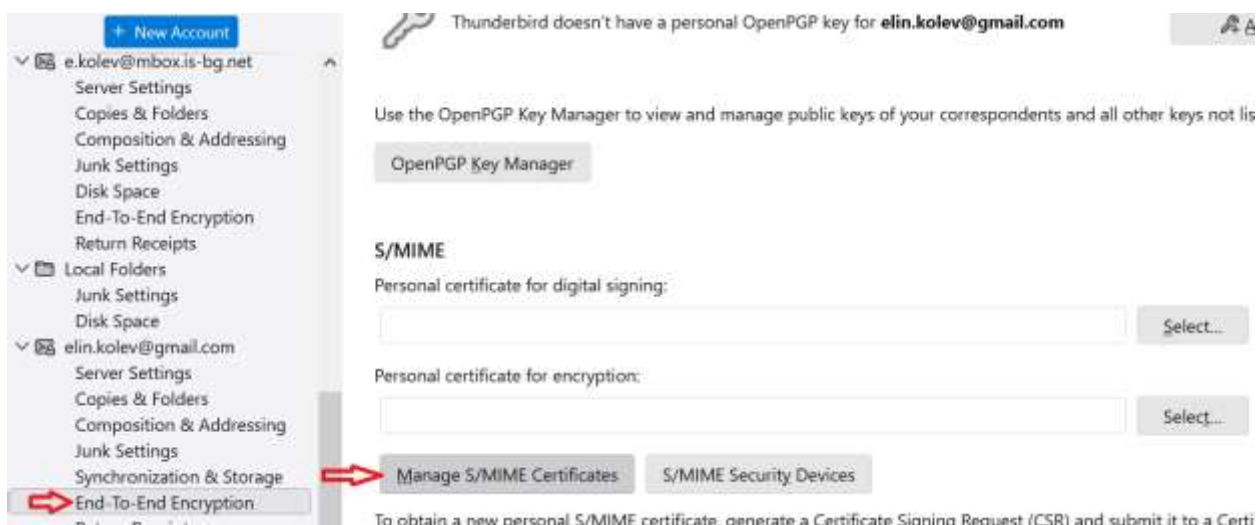 + New Account
e.kolev@mbox.is-bg.net
Server Settings
Copies & Folders
Composition & Addressing
Junk Settings
Disk Space
End-To-End Encryption
Return Receipts
Local Folders
Junk Settings
Disk Space
elin.kolev@gmail.com
Server Settings
Copies & Folders
Composition & Addressing
Junk Settings
Synchronization & Storage
End-To-End Encryption
Thunderbird doesn't have a personal OpenPGP key for elin.kolev@gmail.com
Use the OpenPGP Key Manager to view and manage public keys of your correspondents and all other keys not lis
OpenPGP Key Manager
S/MIME
Personal certificate for digital signing:
Select...
Personal certificate for encryption:
Select...
Manage S/MIME Certificates
S/MIME Security Devices
To obtain a new personal S/MIME certificate, generate a Certificate Signing Request (CSR) and submit it to a Certi